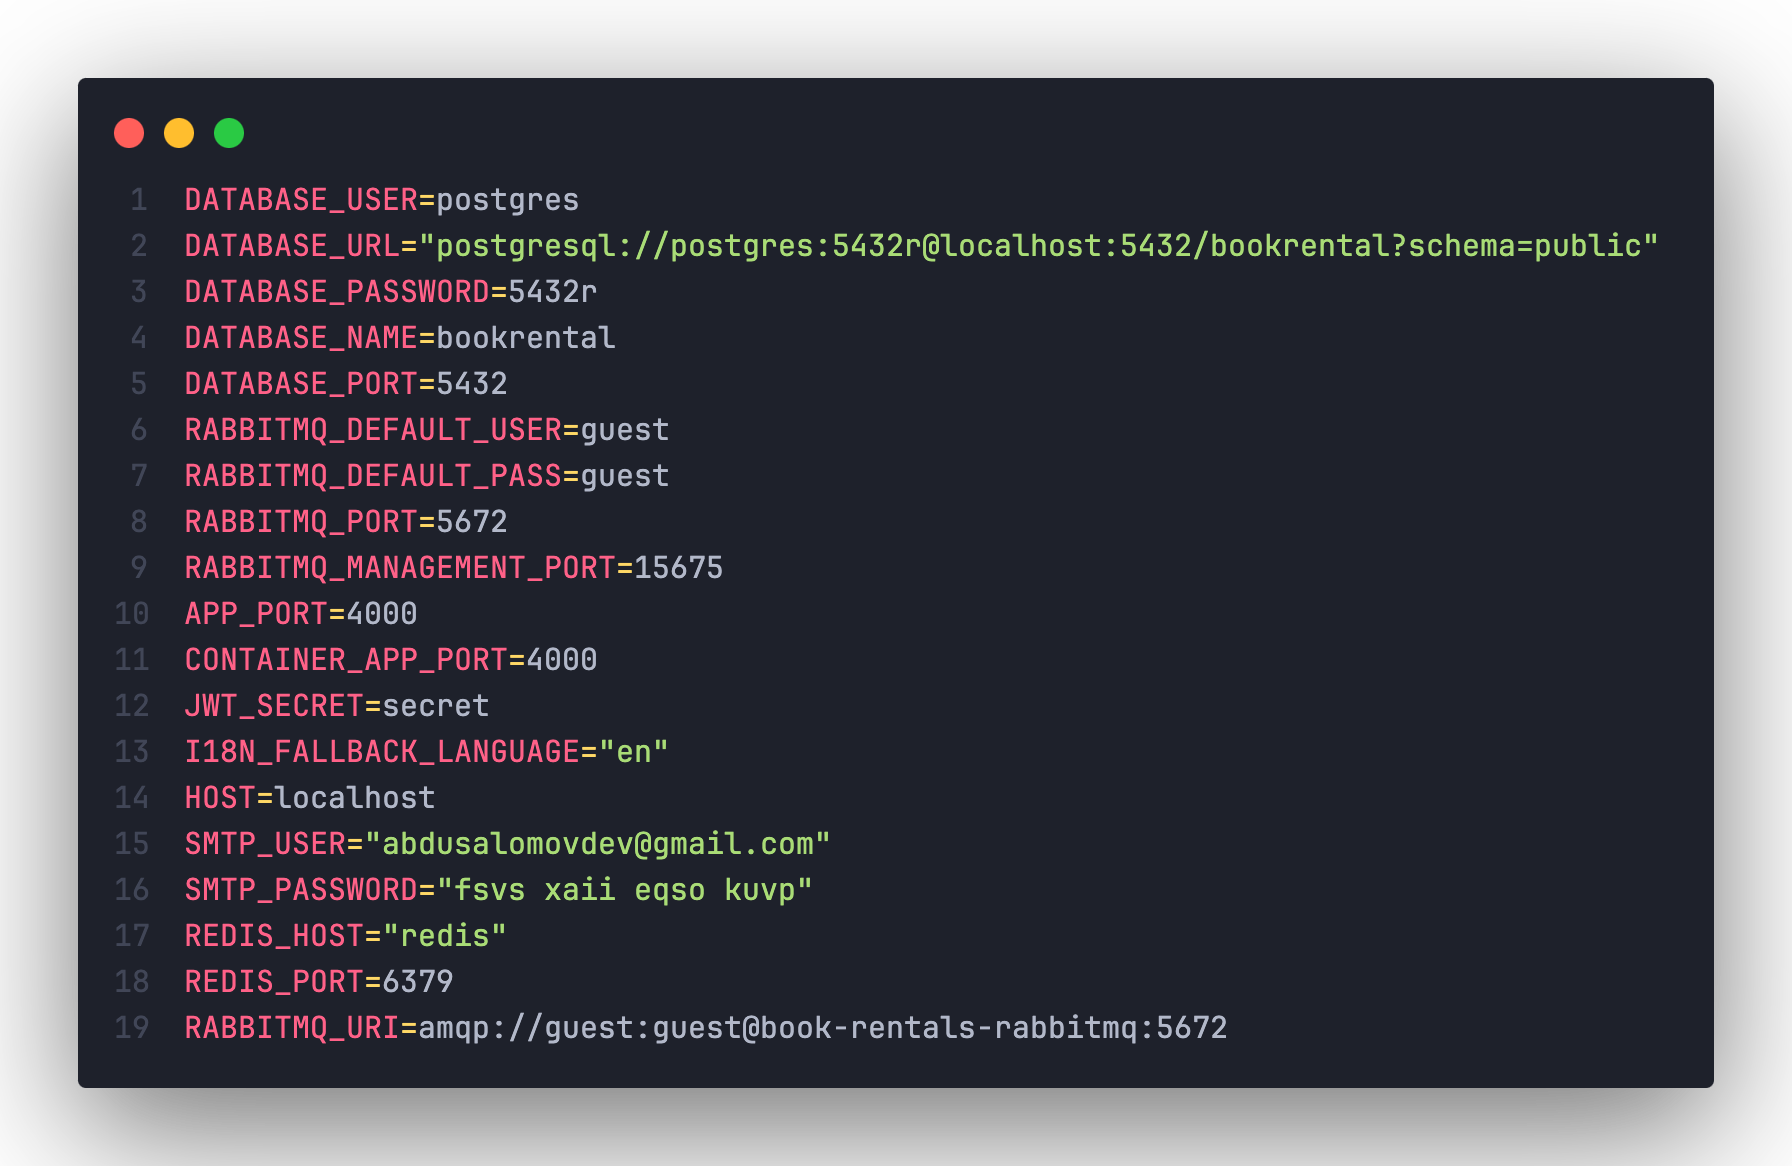 1 DATABASE_USER=postgres
2 DATABASE_URL="postgresql://postgres:5432r@localhost:5432/bookrental?schema=public"
3 DATABASE_PASSWORD=5432r
4 DATABASE_NAME=bookrental
5 DATABASE_PORT=5432
6 RABBITMQ_DEFAULT_USER=guest
7 RABBITMQ_DEFAULT_PASS=guest
8 RABBITMQ_PORT=5672
9 RABBITMQ_MANAGEMENT_PORT=15675
10 APP_PORT=4000
11 CONTAINER_APP_PORT=4000
12 JWT_SECRET=secret
13 I18N_FALLBACK_LANGUAGE="en"
14 HOST=localhost
15 SMTP_USER="abdusalomovdev@gmail.com"
16 SMTP_PASSWORD="fsvs xaii eqso kuvp"
17 REDIS_HOST="redis"
18 REDIS_PORT=6379
19 RABBITMQ_URI=amqp://guest:guest@book-rentals-rabbitmq:5672